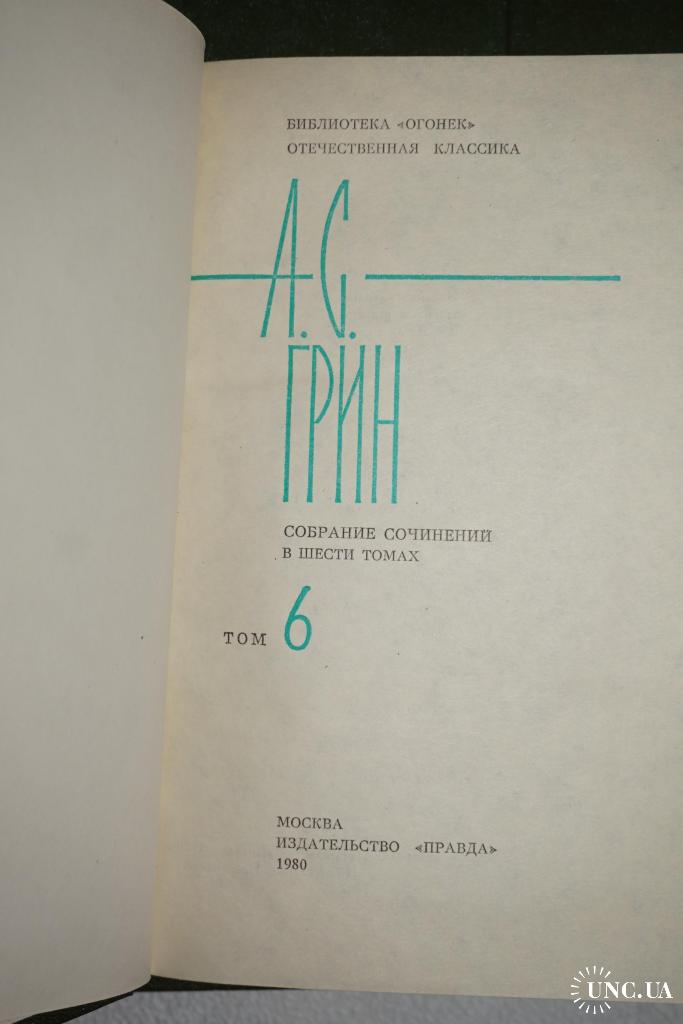 БИБЛИОТЕКА «ОГОНЕК»
ОТЕЧЕСТВЕННАЯ КЛАССИКА
А. С.
ГРИН
СОБРАНИЕ СОЧИНЕНИЙ
В ШЕСТИ ТОМАХ
ТОМ 6
МОСКВА
ИЗДАТЕЛЬСТВО «ПРАВДА»
1980
UNC.UA